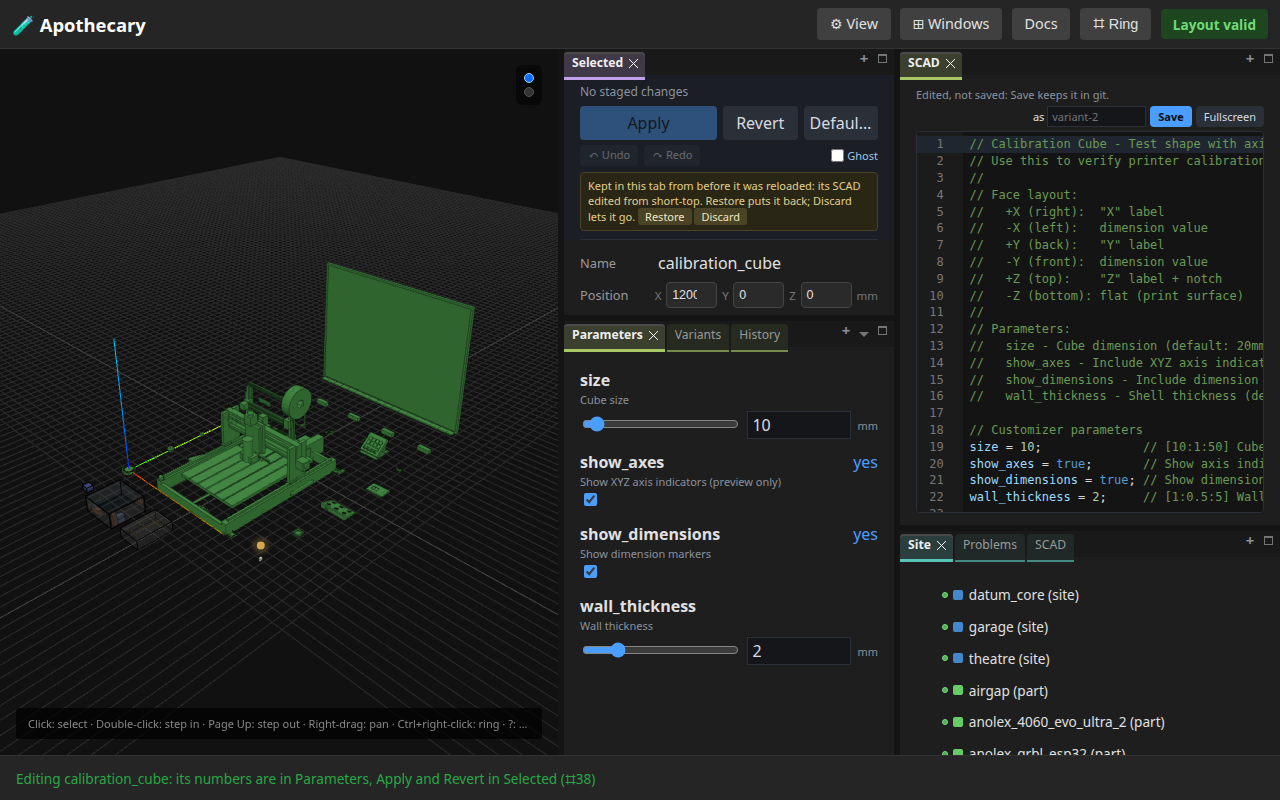 🧪 Apothecary
⚙ View
⊞ Windows
Docs
⌗ Ring
Layout valid
Selected
No staged changes
Apply
Revert
Defaul...
↶ Undo
↷ Redo
Ghost
Kept in this tab from before it was reloaded: its SCAD
edited from short-top. Restore puts it back; Discard
lets it go. Restore Discard
Name calibration_cube
Position X 1200 Y 0 Z 0 mm
Parameters
Variants
History
size
Cube size
10 mm
show_axes yes
Show XYZ axis indicators (preview only)
show_dimensions yes
Show dimension markers
wall_thickness
Wall thickness
2 mm
SCAD
Edited, not saved: Save keeps it in git.
as variant-2 Save Fullscreen
1 // Calibration Cube - Test shape with axi
2 // Use this to verify printer calibration
3 //
4 // Face layout:
5 //   +X (right):  "X" label
6 //   -X (left):   dimension value
7 //   +Y (back):   "Y" label
8 //   -Y (front):  dimension value
9 //   +Z (top):    "Z" label + notch
10 //   -Z (bottom): flat (print surface)
11 //
12 // Parameters:
13 //   size - Cube dimension (default: 20mm
14 //   show_axes - Include XYZ axis indicat
15 //   show_dimensions - Include dimension
16 //   wall_thickness - Shell thickness (de
17
18 // Customizer parameters
19 size = 10;              // [10:1:50] Cube
20 show_axes = true;       // Show axis indi
21 show_dimensions = true; // Show dimension
22 wall_thickness = 2;     // [1:0.5:5] Wall
Site
Problems
SCAD
datum_core (site)
garage (site)
theatre (site)
airgap (part)
anolex_4060_evo_ultra_2 (part)
anolex_grbl_esp32 (part)
Click: select · Double-click: step in · Page Up: step out · Right-drag: pan · Ctrl+right-click: ring · ?: ...
Editing calibration_cube: its numbers are in Parameters, Apply and Revert in Selected (⌗38)